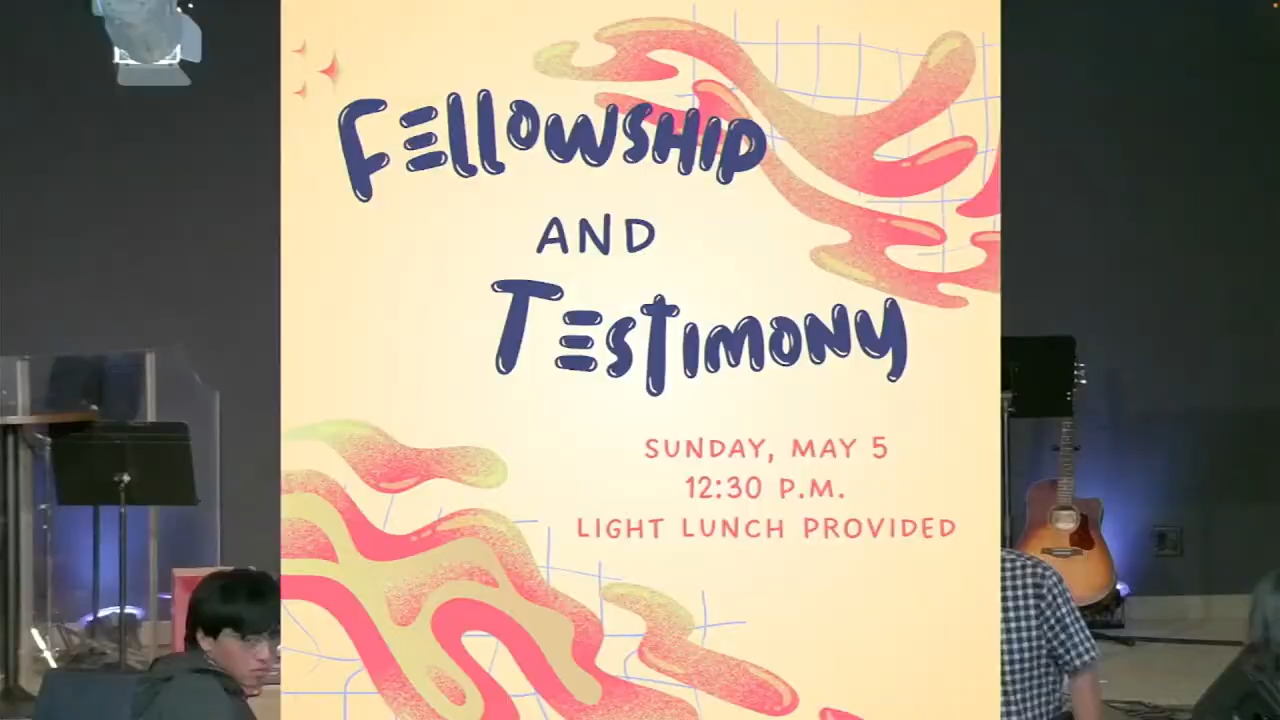 FELLOWSHIP
AND
TESTIMONY
SUNDAY, MAY 5
12:30 P.M.
LIGHT LUNCH PROVIDED